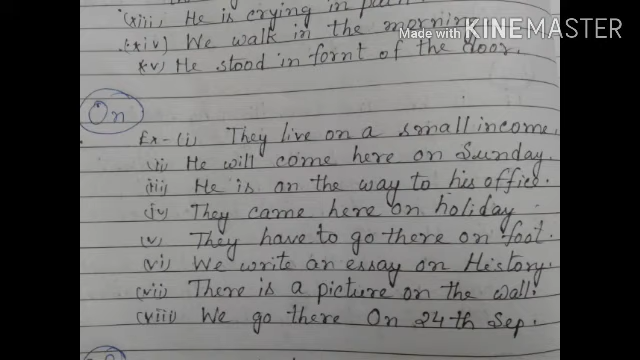 (xiii) He is crying in pain
(xiv) We walk in the morning
Made with KINEMASTER
xv) He stood in fornt of the door.
On
Ex-(i) They live on a small income.
(ii) He will come here on Sunday.
(iii) He is on the way to his office.
(iv) They came here on holiday
(v) They have to go there on foot.
(vi) We write an essay on History.
(vii) There is a picture on the wall.
(viii) We go there On 24th Sep.